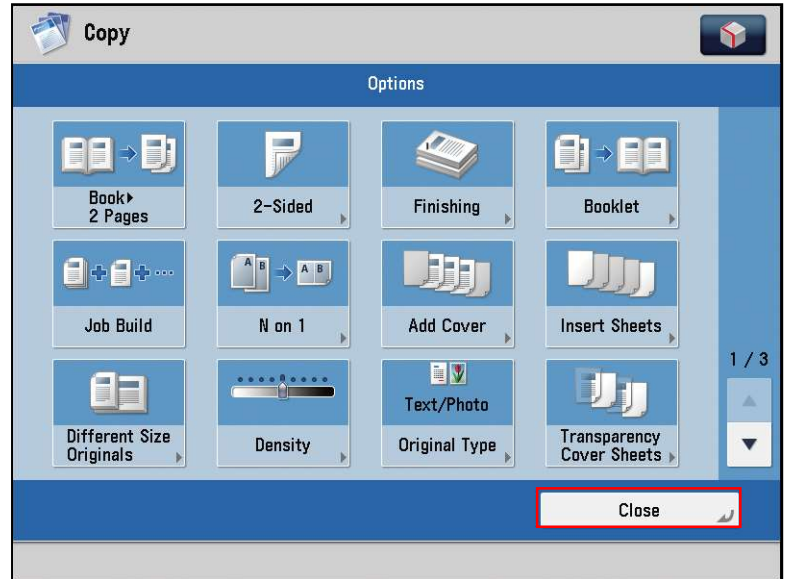 Copy
Options
Book▸
2 Pages
2-Sided
Finishing
Booklet
Job Build
A B A B
N on 1
Add Cover
Insert Sheets
1 / 3
Different Size
Originals
Density
Text/Photo
Original Type
Transparency
Cover Sheets
Close